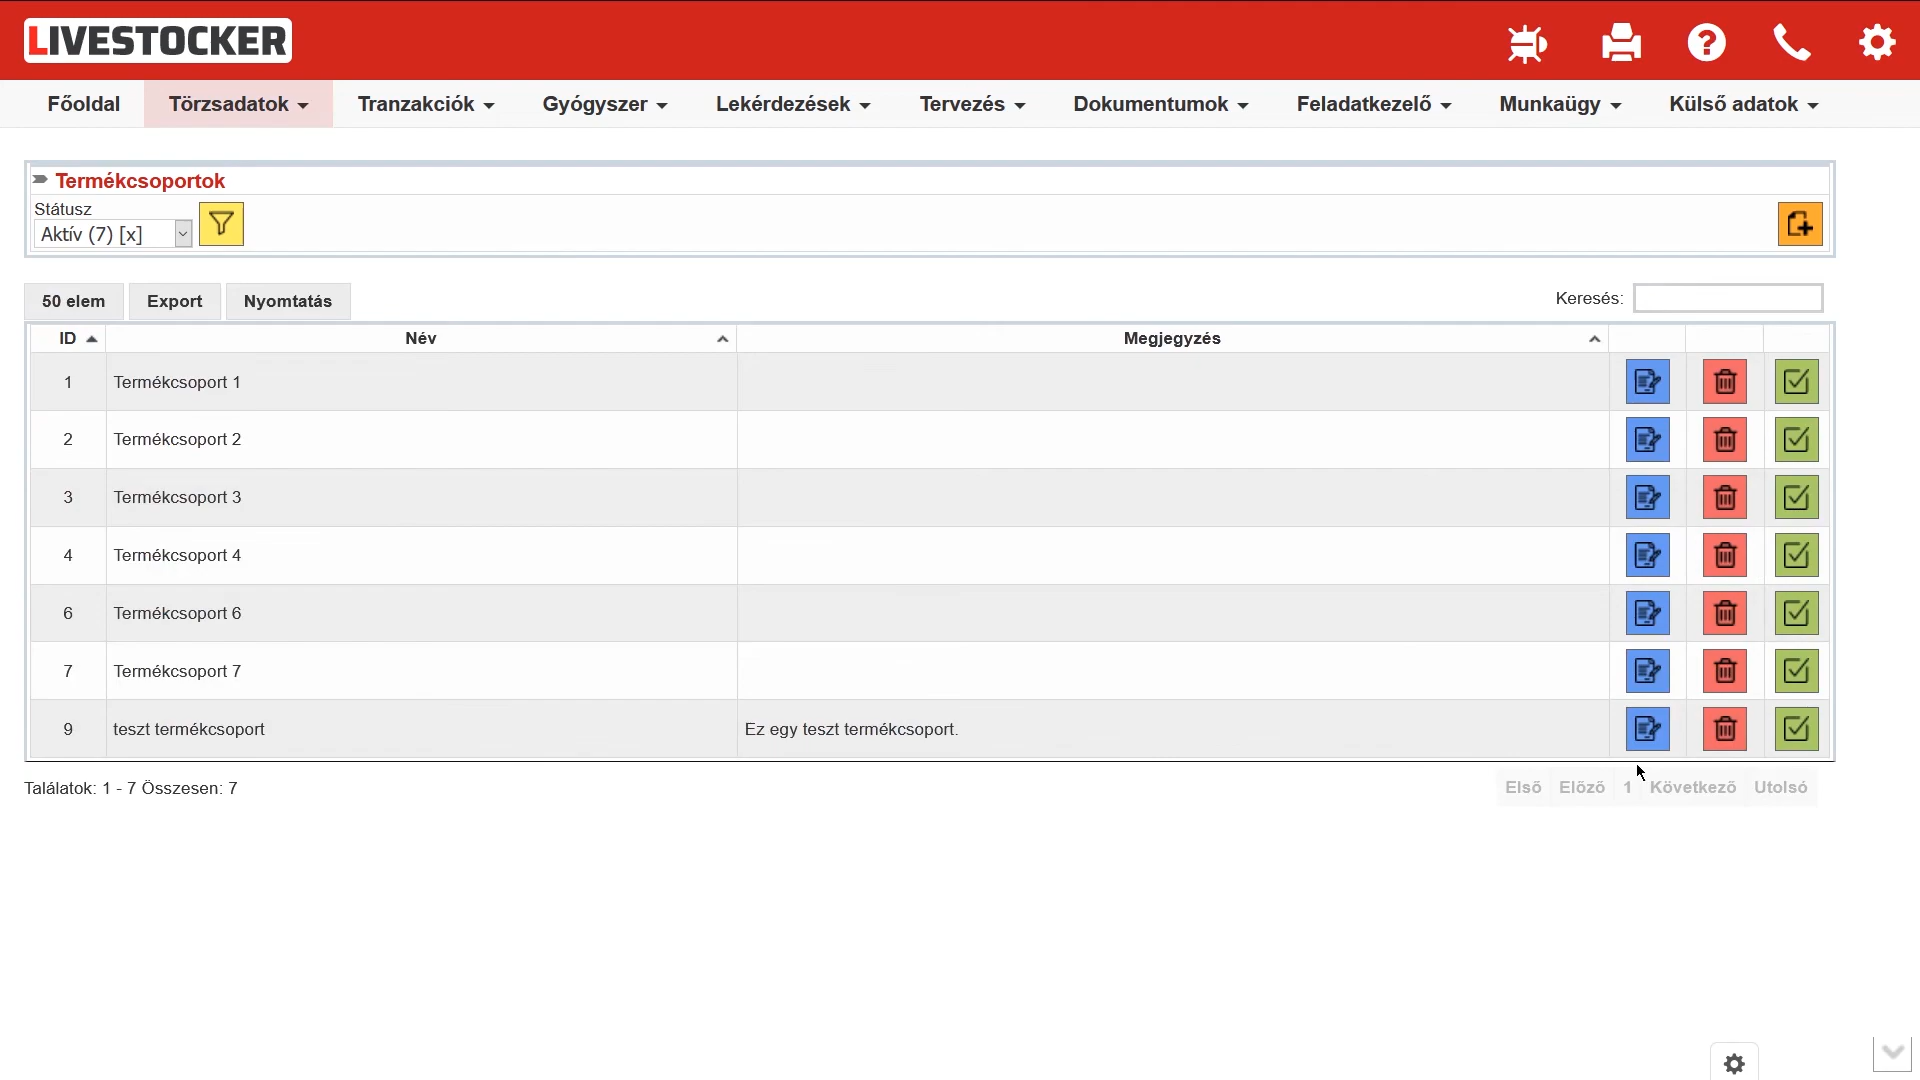 LIVESTOCKER
Főoldal Törzsadatok Tranzakciók Gyógyszer Lekérdezések Tervezés Dokumentumok Feladatkezelő Munkaügy Külső adatok
Termékcsoportok
Státusz
Aktív (7) [x]
50 elem Export Nyomtatás Keresés:
ID Név Megjegyzés
1 Termékcsoport 1
2 Termékcsoport 2
3 Termékcsoport 3
4 Termékcsoport 4
6 Termékcsoport 6
7 Termékcsoport 7
9 teszt termékcsoport Ez egy teszt termékcsoport.
Találatok: 1 - 7 Összesen: 7 Első Előző 1 Következő Utolsó